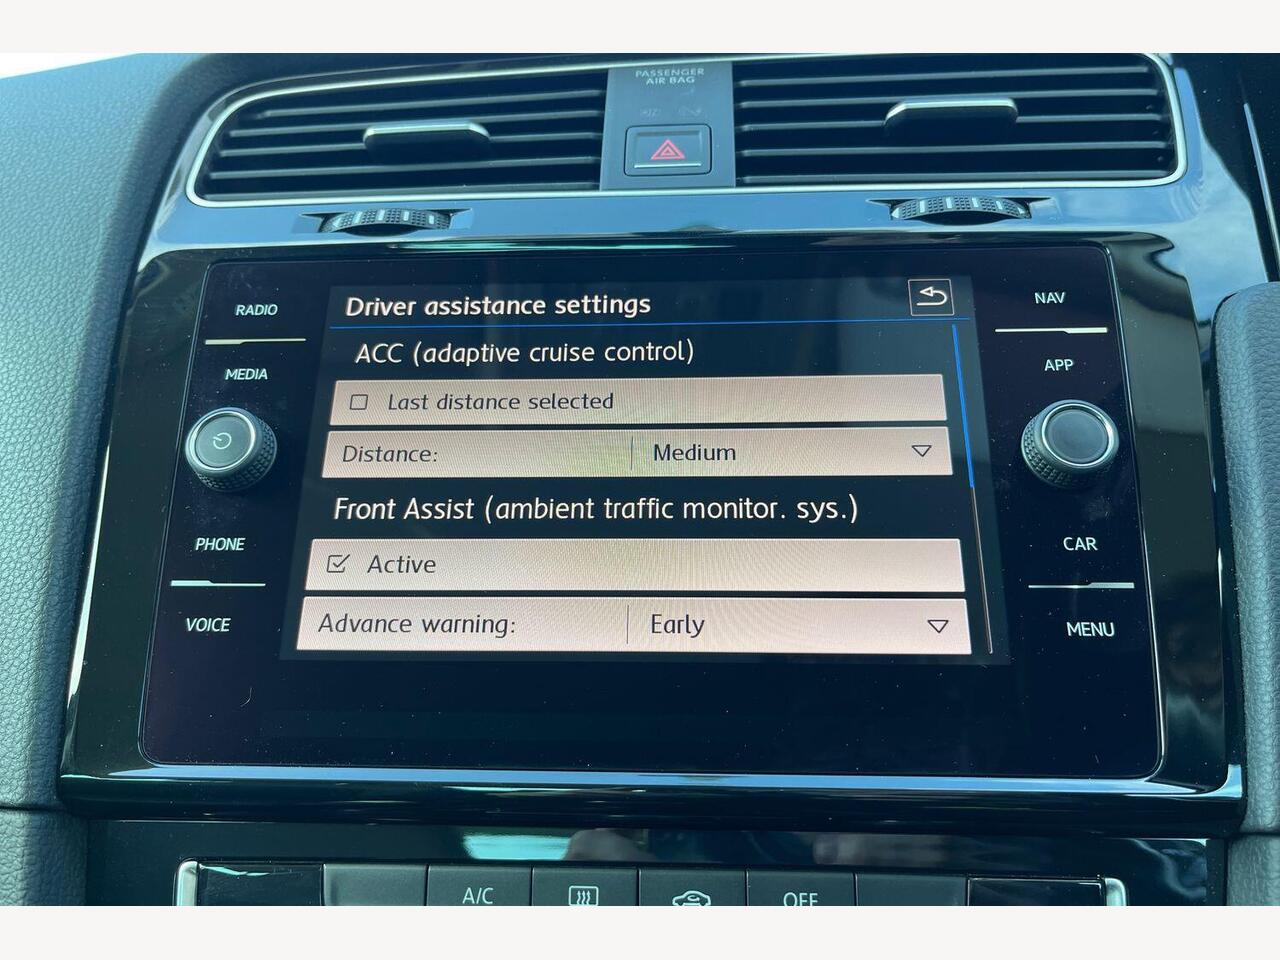 PASSENGER
AIR BAG
RADIO
MEDIA
PHONE
VOICE
Driver assistance settings
ACC (adaptive cruise control)
Last distance selected
Distance: Medium
Front Assist (ambient traffic monitor. sys.)
Active
Advance warning: Early
NAV
APP
CAR
MENU
A/C
OFF